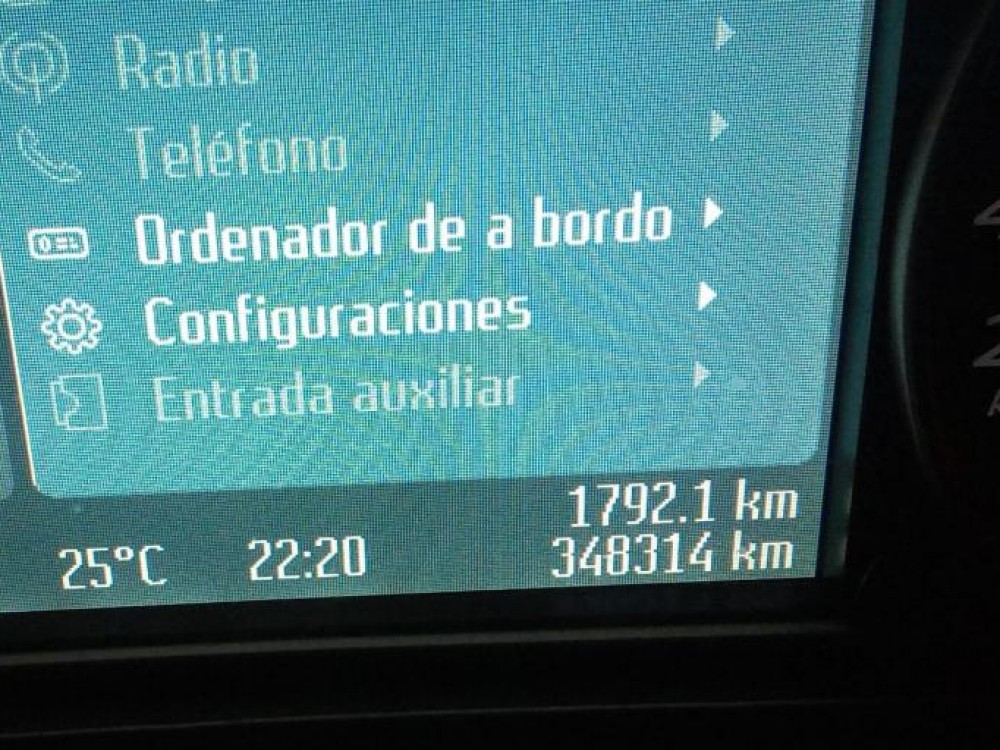 Radio
Teléfono
Ordenador de a bordo
Configuraciones
Entrada auxiliar
1792.1 km
25°C 22:20 348314 km